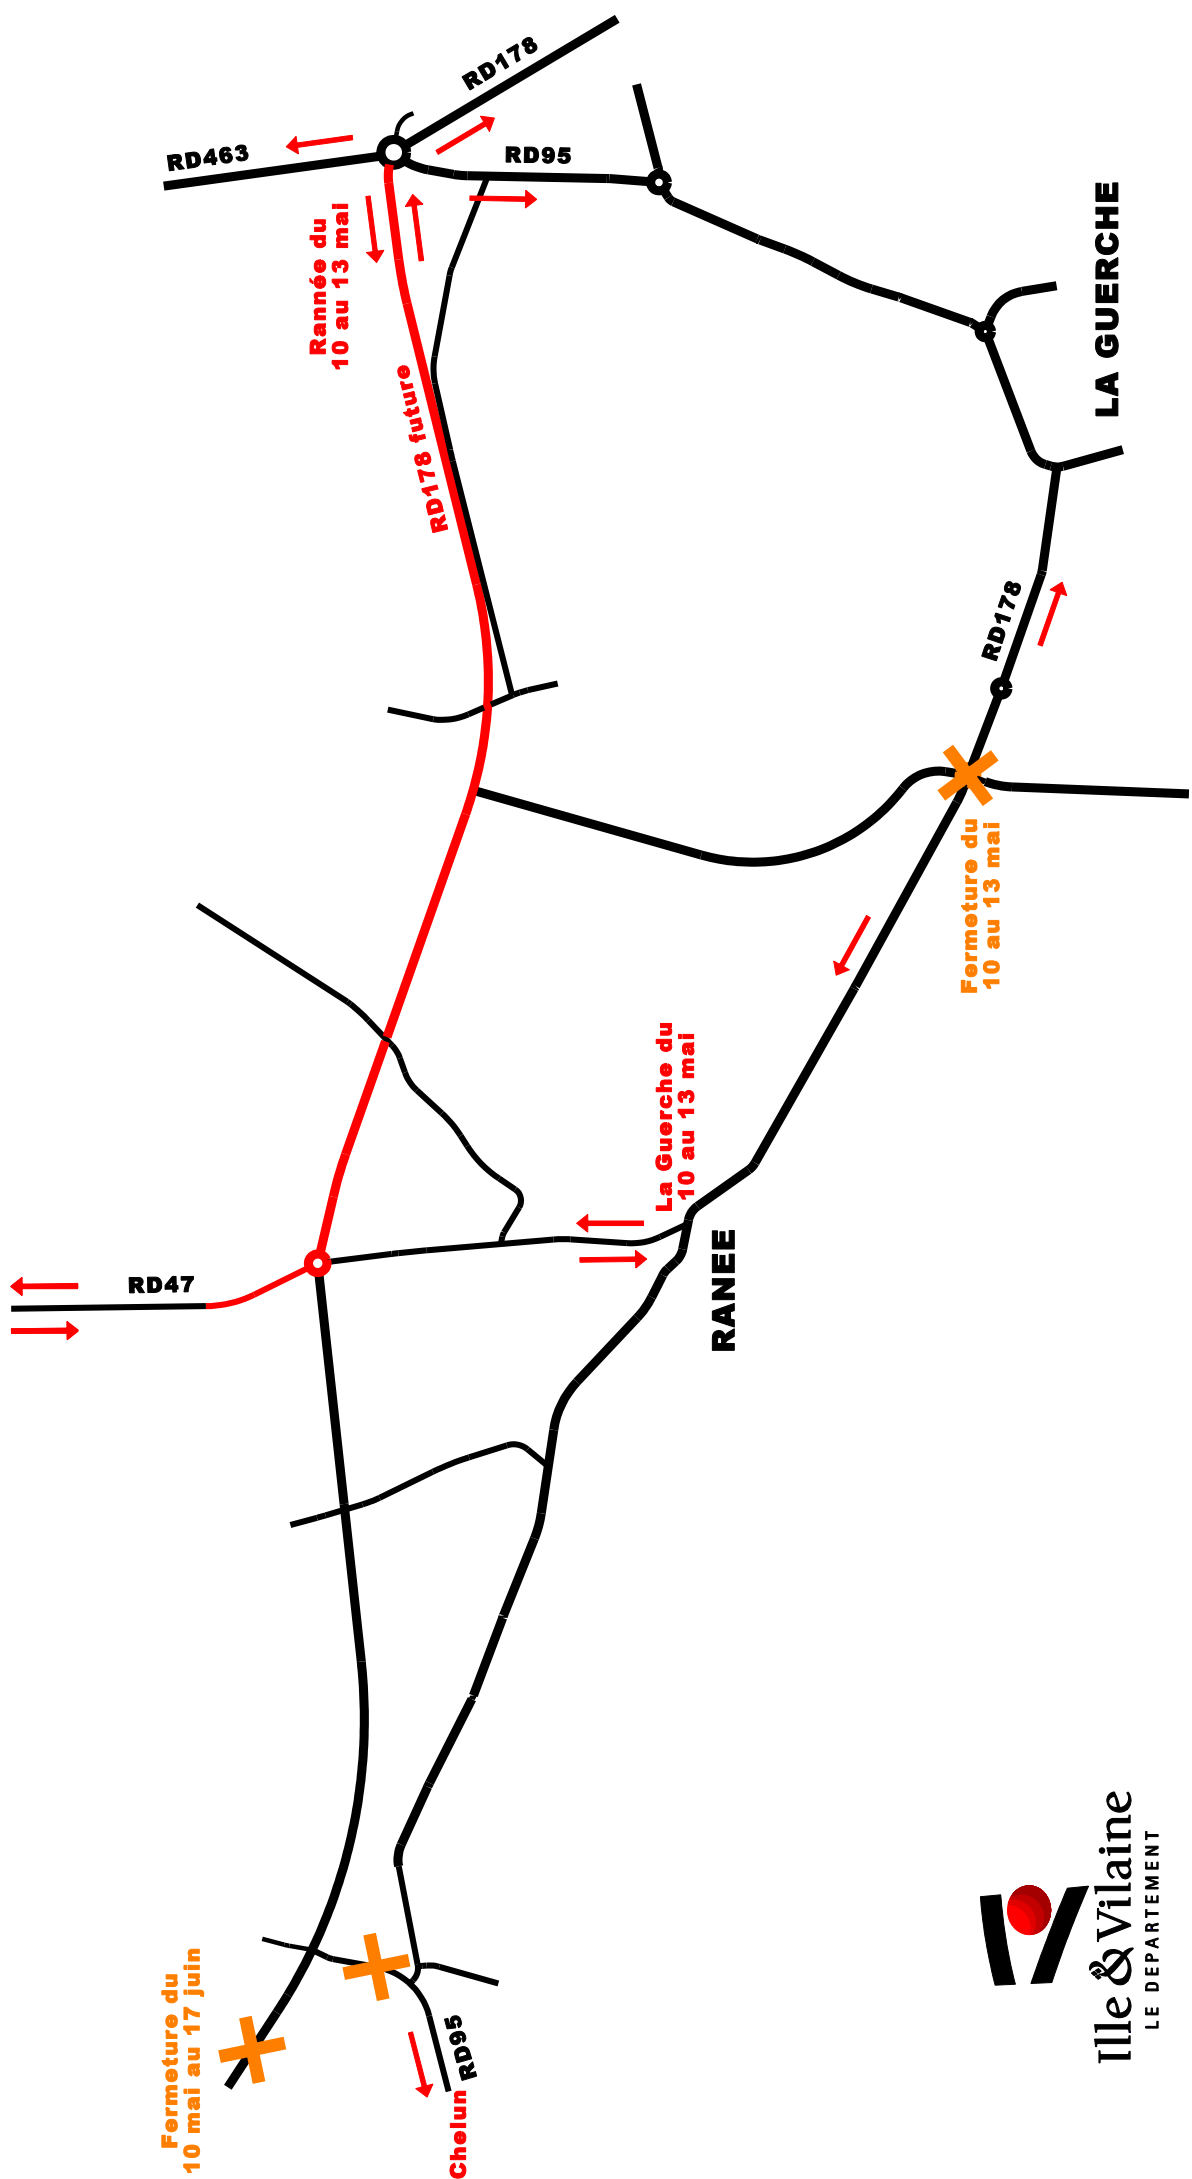 RD178
RD463
RD95
Rannée du
10 au 13 mai
LA GUERCHE
RD178 future
RD178
Fermeture du
10 au 13 mai
La Guerche du
10 au 13 mai
RANEE
RD47
Fermeture du
10 mai au 17 juin
RD95
Chelun
Ille & Vilaine
LE DEPARTEMENT